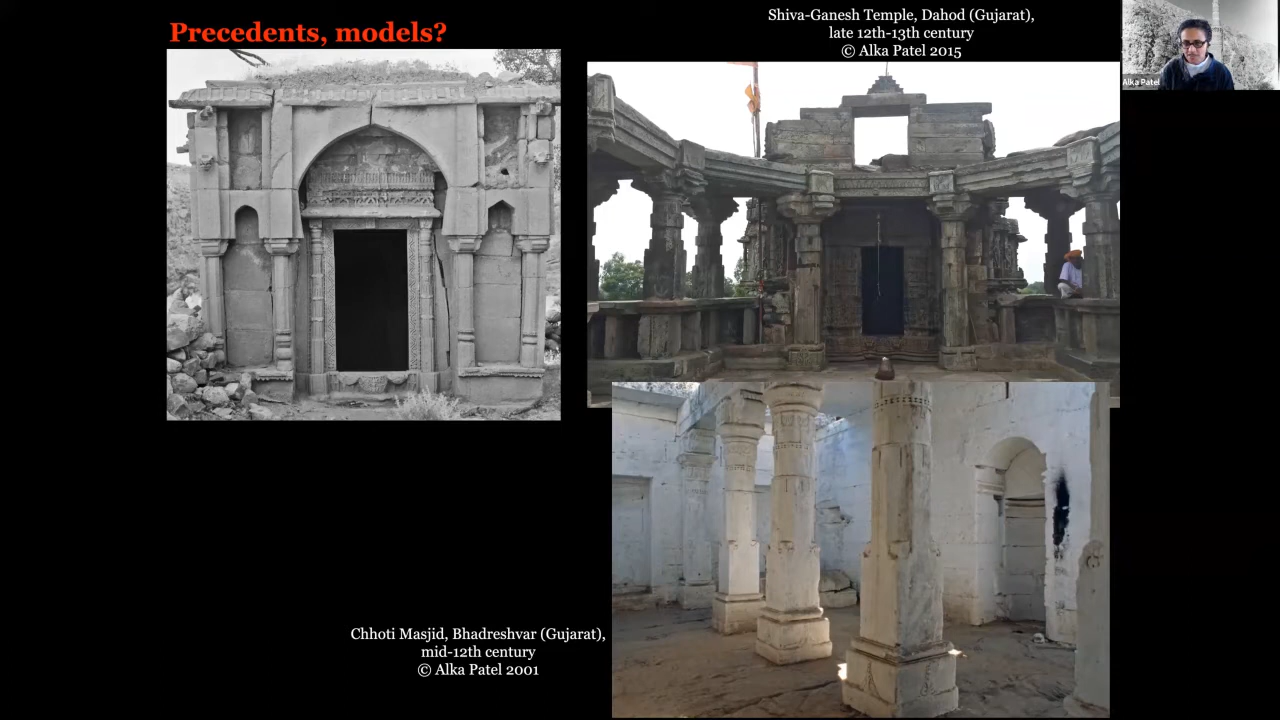 Precedents, models?
Shiva-Ganesh Temple, Dahod (Gujarat),
late 12th-13th century
© Alka Patel 2015
Alka Patel
Chhoti Masjid, Bhadreshvar (Gujarat),
mid-12th century
© Alka Patel 2001